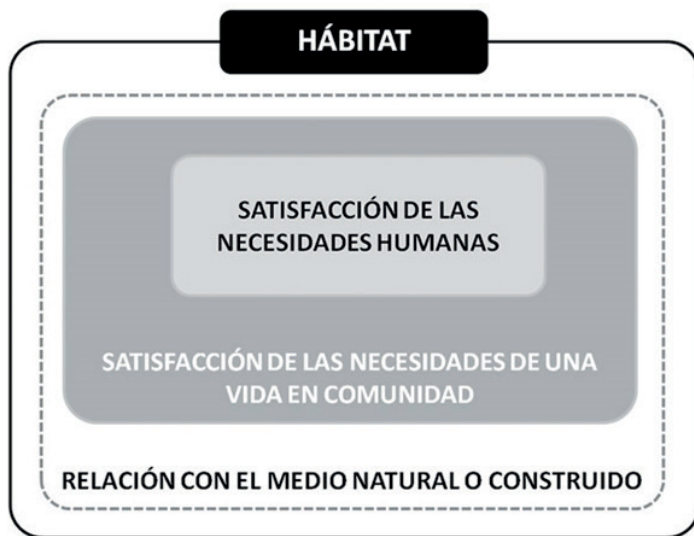 HÁBITAT
SATISFACCIÓN DE LAS
NECESIDADES HUMANAS
SATISFACCIÓN DE LAS NECESIDADES DE UNA
VIDA EN COMUNIDAD
RELACIÓN CON EL MEDIO NATURAL O CONSTRUIDO